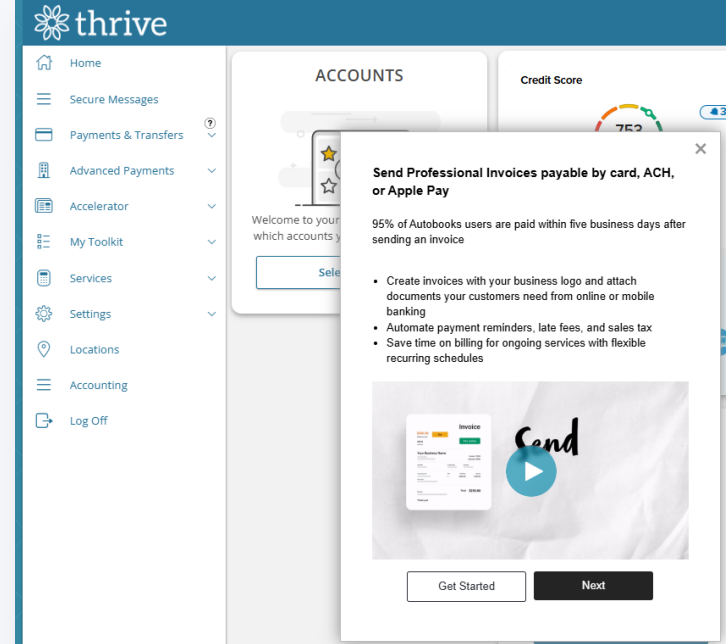 thrive
Home
Secure Messages
Payments & Transfers
?
Advanced Payments
Accelerator
My Toolkit
Services
Settings
Locations
Accounting
Log Off
ACCOUNTS
Welcome to your
which accounts
Sele
Credit Score
753
3
×
Send Professional Invoices payable by card, ACH,
or Apple Pay
95% of Autobooks users are paid within five business days after
sending an invoice
• Create invoices with your business logo and attach
documents your customers need from online or mobile
banking
• Automate payment reminders, late fees, and sales tax
• Save time on billing for ongoing services with flexible
recurring schedules
Invoice
Your Business Name
Send
Get Started
Next